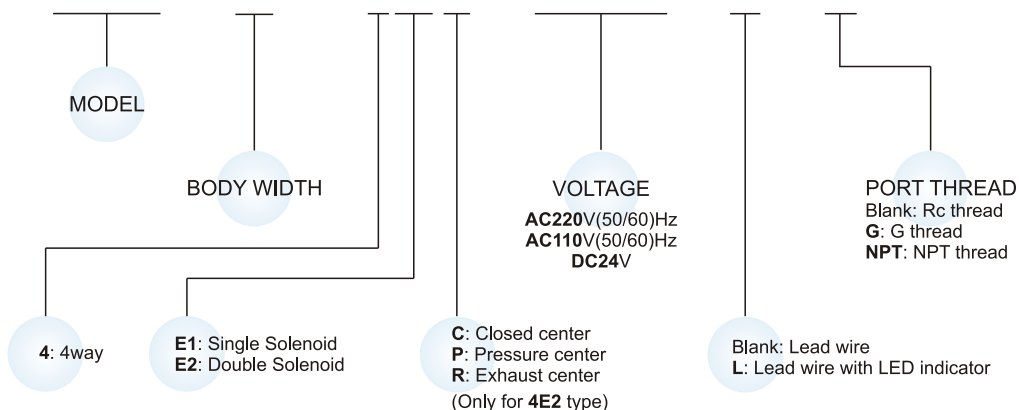 MODEL
BODY WIDTH
VOLTAGE
AC220V(50/60)Hz
AC110V(50/60)Hz
DC24V
PORT THREAD
Blank: Rc thread
G: G thread
NPT: NPT thread
4: 4way
E1: Single Solenoid
E2: Double Solenoid
C: Closed center
P: Pressure center
R: Exhaust center
(Only for 4E2 type)
Blank: Lead wire
L: Lead wire with LED indicator